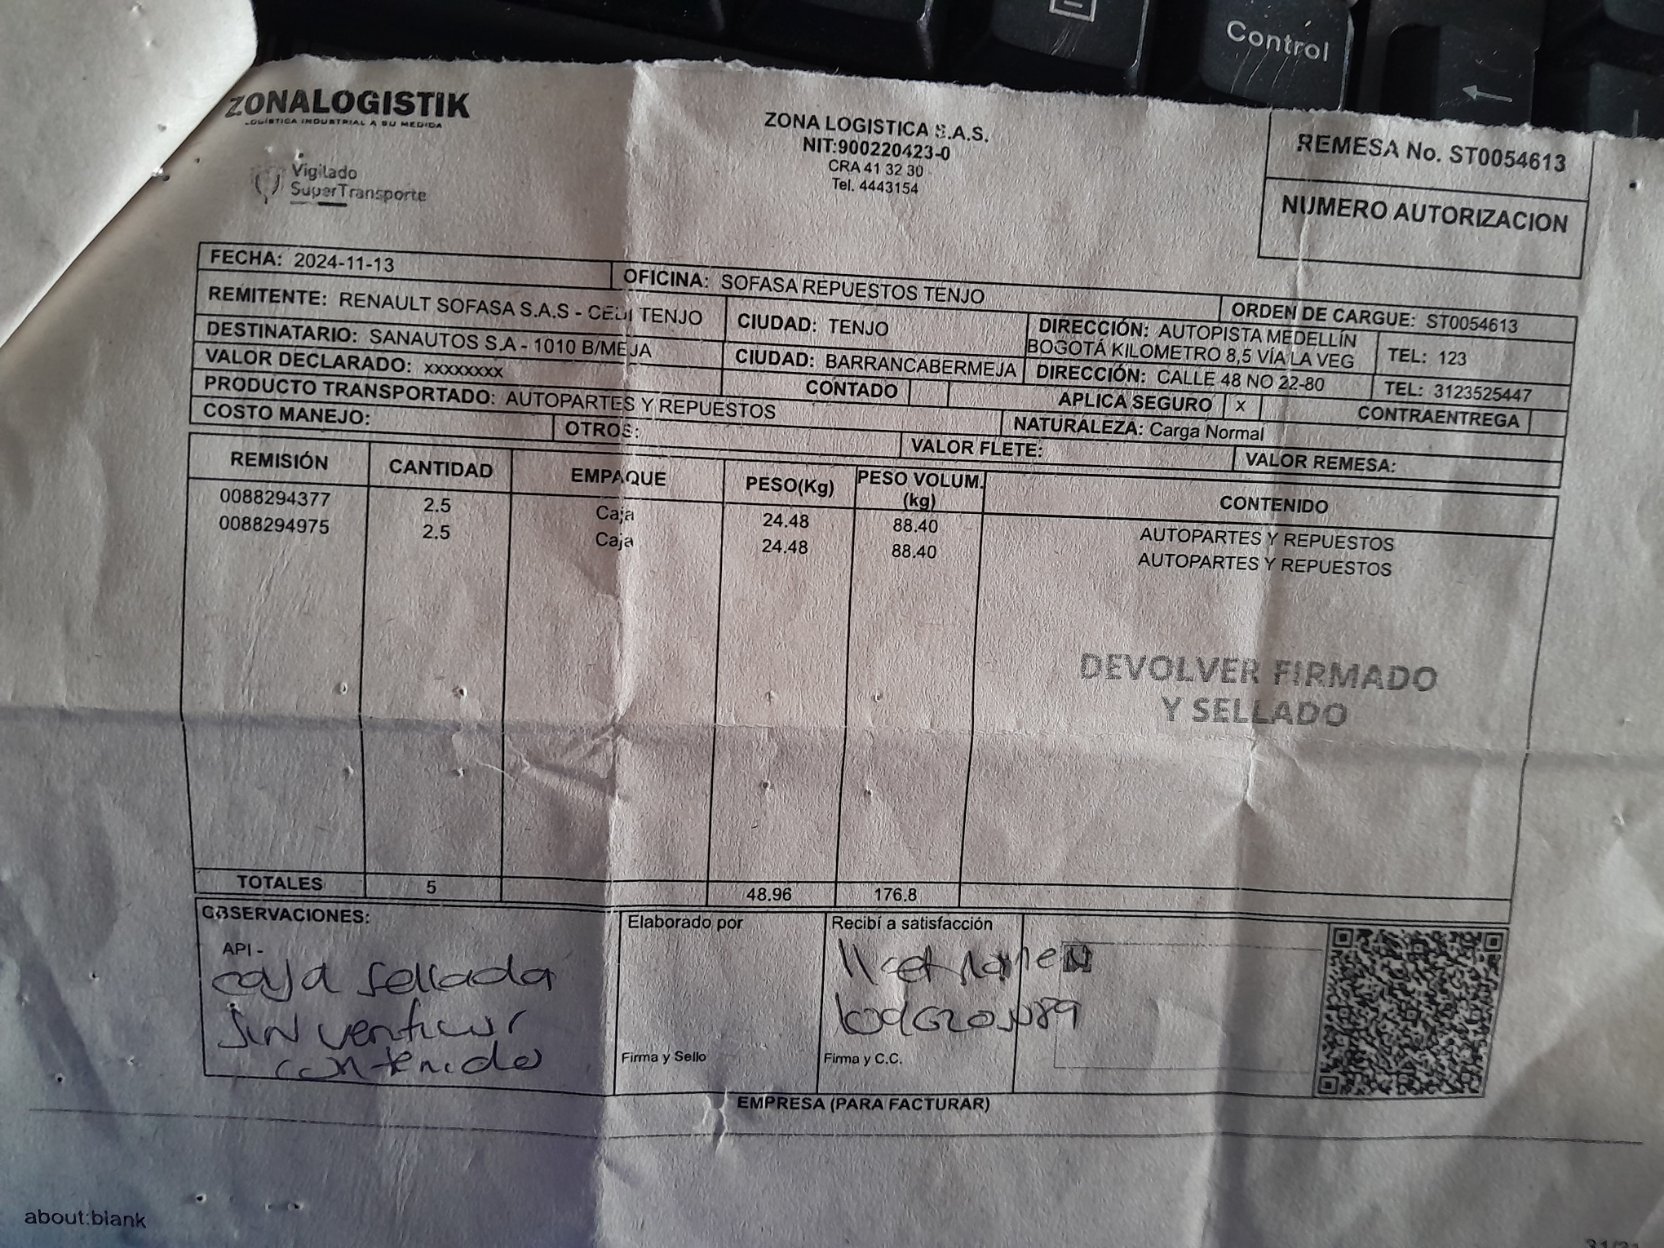 Control
ZONALOGISTIK
LOGÍSTICA INDUSTRIAL A SU MEDIDA
Vigilado
SuperTransporte
ZONA LOGISTICA S.A.S.
NIT:900220423-0
CRA 41 32 30
Tel. 4443154
REMESA No. ST0054613
NUMERO AUTORIZACION
FECHA: 2024-11-13
OFICINA: SOFASA REPUESTOS TENJO
ORDEN DE CARGUE: ST0054613
REMITENTE: RENAULT SOFASA S.A.S - CEDI TENJO
CIUDAD: TENJO
DIRECCIÓN: AUTOPISTA MEDELLÍN
BOGOTÁ KILOMETRO 8,5 VÍA LA VEG
TEL: 123
DESTINATARIO: SANAUTOS S.A - 1010 B/MEJA
CIUDAD: BARRANCABERMEJA
DIRECCIÓN: CALLE 48 NO 22-80
TEL: 3123525447
VALOR DECLARADO: xxxxxxxx
CONTADO
APLICA SEGURO x
CONTRAENTREGA
PRODUCTO TRANSPORTADO: AUTOPARTES Y REPUESTOS
NATURALEZA: Carga Normal
COSTO MANEJO:
OTROS:
VALOR FLETE:
VALOR REMESA:
REMISIÓN CANTIDAD EMPAQUE PESO(Kg) PESO VOLUM.(kg) CONTENIDO
0088294377 2.5 Caja 24.48 88.40 AUTOPARTES Y REPUESTOS
0088294975 2.5 Caja 24.48 88.40 AUTOPARTES Y REPUESTOS
DEVOLVER FIRMADO
Y SELLADO
TOTALES 5 48.96 176.8
OBSERVACIONES:
API -
caja sellada
sin verificar
contenido
Elaborado por
Firma y Sello
Recibí a satisfacción
Firma y C.C.
EMPRESA (PARA FACTURAR)
about:blank